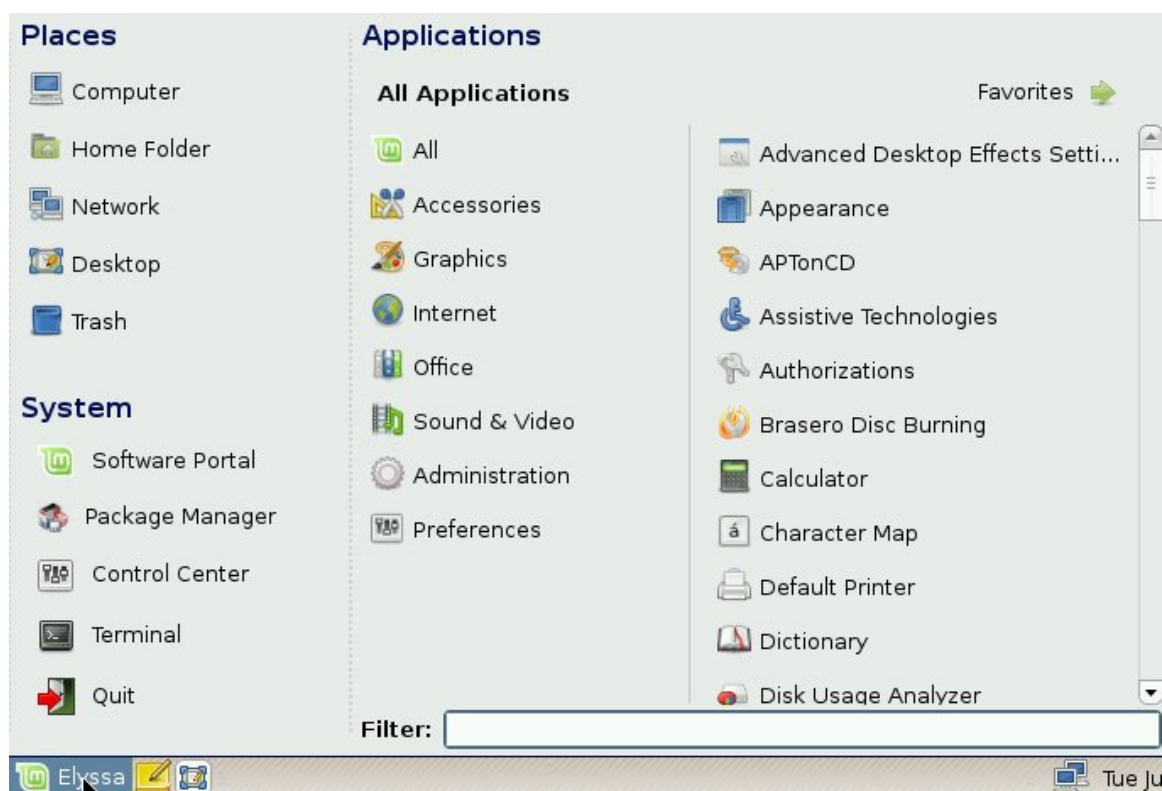 Places
Computer
Home Folder
Network
Desktop
Trash
System
Software Portal
Package Manager
Control Center
Terminal
Quit
Applications
All Applications
Favorites
All
Accessories
Graphics
Internet
Office
Sound & Video
Administration
Preferences
Advanced Desktop Effects Setti...
Appearance
APTonCD
Assistive Technologies
Authorizations
Brasero Disc Burning
Calculator
á Character Map
Default Printer
Dictionary
Disk Usage Analyzer
Filter:
Elyssa
Tue Ju